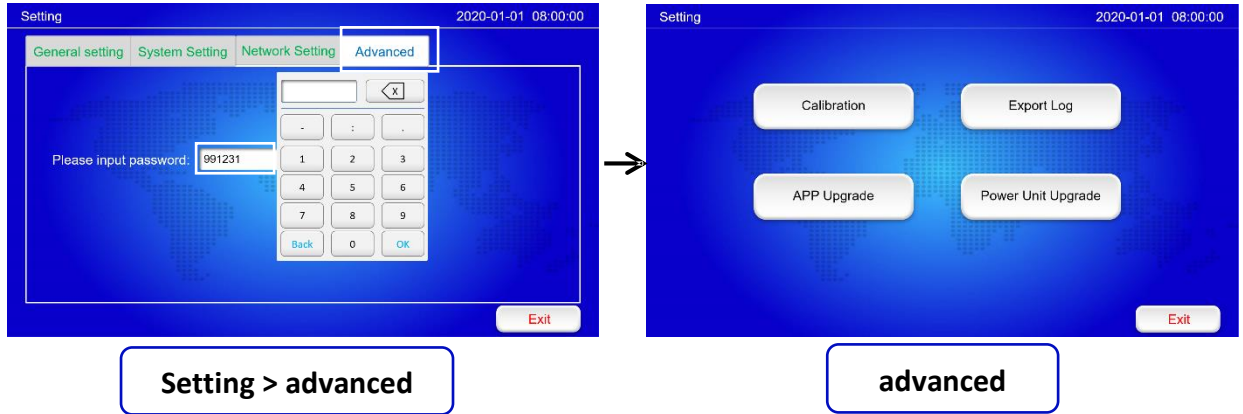 Setting
2020-01-01 08:00:00
General setting
System Setting
Network Setting
Advanced
X
-
:
.
Please input password:
991231
1
2
3
4
5
6
7
8
9
Back
0
OK
Exit
Setting > advanced
Setting
2020-01-01 08:00:00
Calibration
Export Log
APP Upgrade
Power Unit Upgrade
Exit
advanced